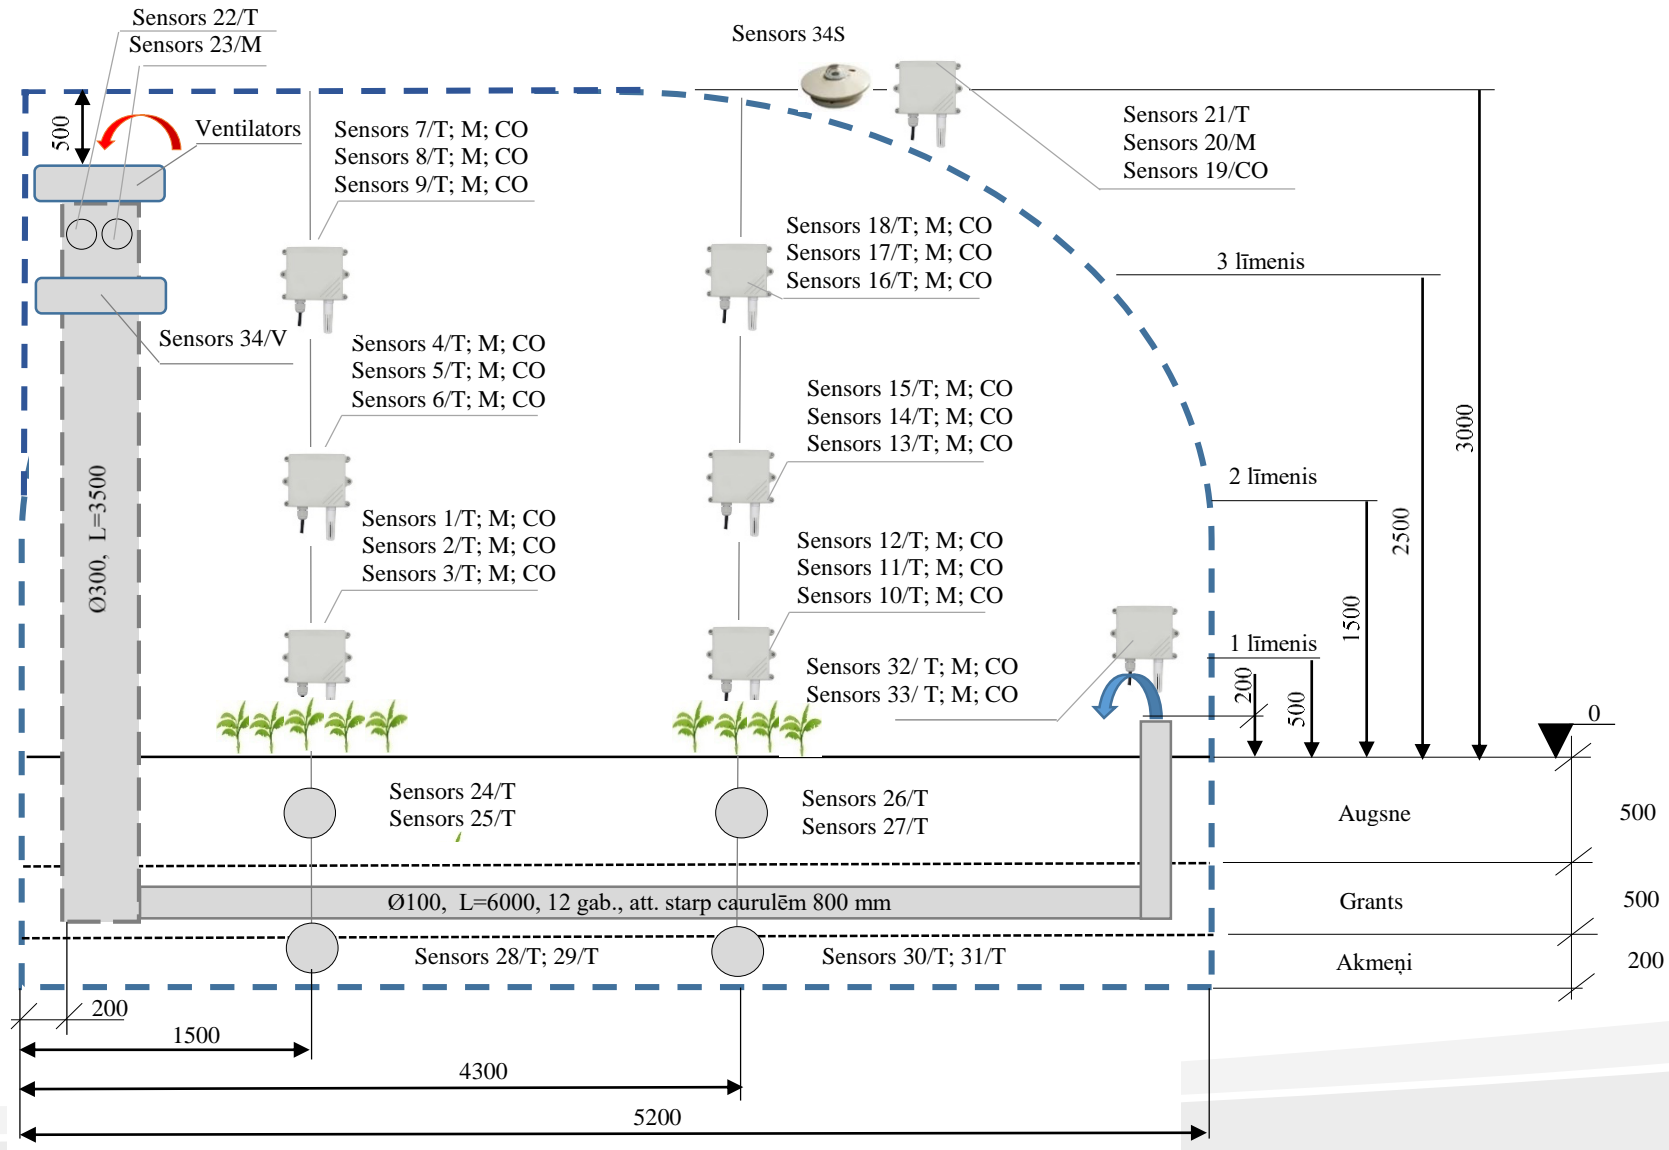 Sensors 22/T
Sensors 23/M
Sensors 34S
500
Ventilators
Sensors 7/T; M; CO
Sensors 8/T; M; CO
Sensors 9/T; M; CO
Sensors 21/T
Sensors 20/M
Sensors 19/CO
Sensors 18/T; M; CO
Sensors 17/T; M; CO
Sensors 16/T; M; CO
3 līmenis
Sensors 34/V
Sensors 4/T; M; CO
Sensors 5/T; M; CO
Sensors 6/T; M; CO
Sensors 15/T; M; CO
Sensors 14/T; M; CO
Sensors 13/T; M; CO
3000
2 līmenis
Ø300, L=3500
2500
Sensors 1/T; M; CO
Sensors 2/T; M; CO
Sensors 3/T; M; CO
Sensors 12/T; M; CO
Sensors 11/T; M; CO
Sensors 10/T; M; CO
1500
1 līmenis
Sensors 32/ T; M; CO
Sensors 33/ T; M; CO
200
500
0
Sensors 24/T
Sensors 25/T
Sensors 26/T
Sensors 27/T
Augsne
500
Ø100, L=6000, 12 gab., att. starp caurulēm 800 mm
Grants
500
Sensors 28/T; 29/T
Sensors 30/T; 31/T
Akmeņi
200
200
1500
4300
5200